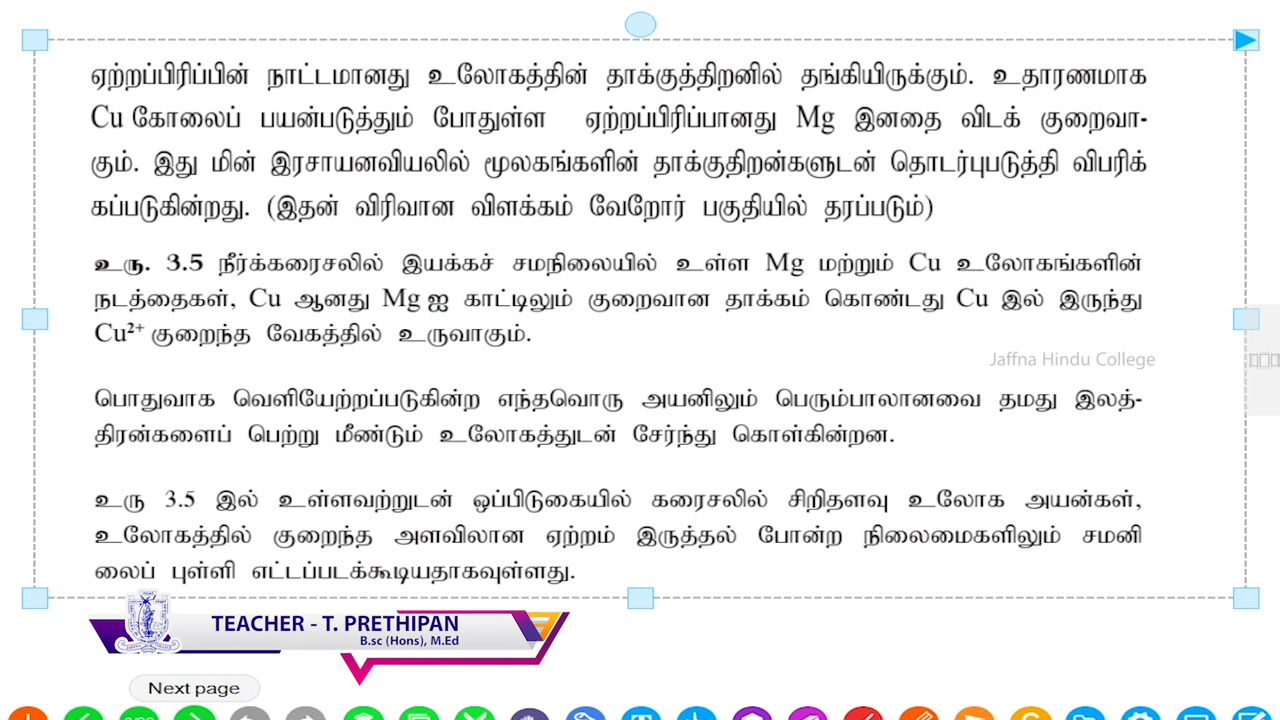 ஏற்றப்பிரிப்பின் நாட்டமானது உலோகத்தின் தாக்குத்திறனில் தங்கியிருக்கும். உதாரணமாக
Cu கோலைப் பயன்படுத்தும் போதுள்ள ஏற்றப்பிரிப்பானது Mg இனதை விடக் குறைவா-
கும். இது மின் இரசாயனவியலில் மூலகங்களின் தாக்குதிறன்களுடன் தொடர்புபடுத்தி விபரிக்
கப்படுகின்றது. (இதன் விரிவான விளக்கம் வேறோர் பகுதியில் தரப்படும்)
உரு. 3.5 நீர்க்கரைசலில் இயக்கச் சமநிலையில் உள்ள Mg மற்றும் Cu உலோகங்களின்
நடத்தைகள், Cu ஆனது Mg ஐ காட்டிலும் குறைவான தாக்கம் கொண்டது Cu இல் இருந்து
Cu²⁺ குறைந்த வேகத்தில் உருவாகும்.
Jaffna Hindu College
பொதுவாக வெளியேற்றப்படுகின்ற எந்தவொரு அயனிலும் பெரும்பாலானவை தமது இலத்-
திரன்களைப் பெற்று மீண்டும் உலோகத்துடன் சேர்ந்து கொள்கின்றன.
உரு 3.5 இல் உள்ளவற்றுடன் ஒப்பிடுகையில் கரைசலில் சிறிதளவு உலோக அயன்கள்,
உலோகத்தில் குறைந்த அளவிலான ஏற்றம் இருத்தல் போன்ற நிலைமைகளிலும் சமனி
லைப் புள்ளி எட்டப்படக்கூடியதாகவுள்ளது.
TEACHER - T. PRETHIPAN
B.sc (Hons), M.Ed
Next page